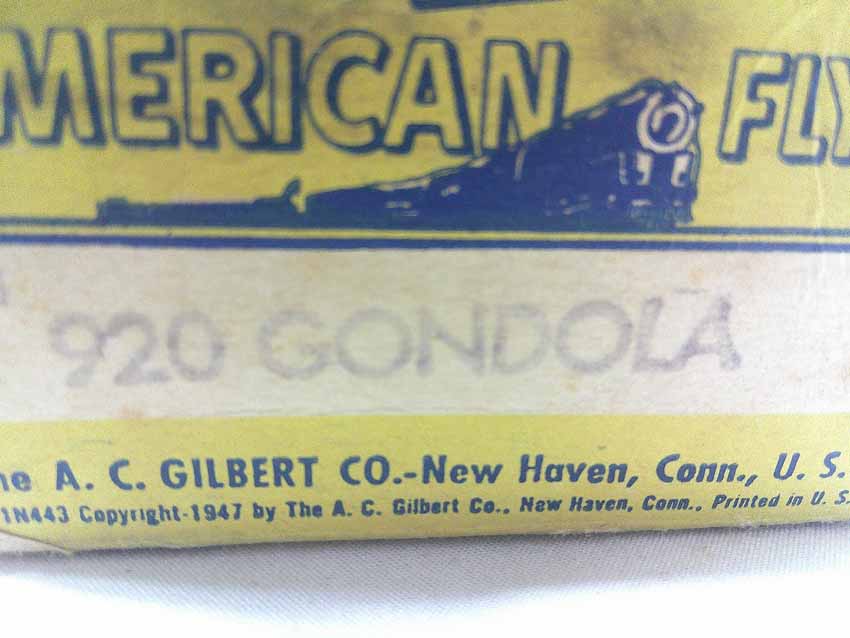 MERICAN FLY
920 GONDOLA
he A. C. GILBERT CO.-New Haven, Conn., U. S.
1N443 Copyright-1947 by The A. C. Gilbert Co., New Haven, Conn., Printed in U. S.